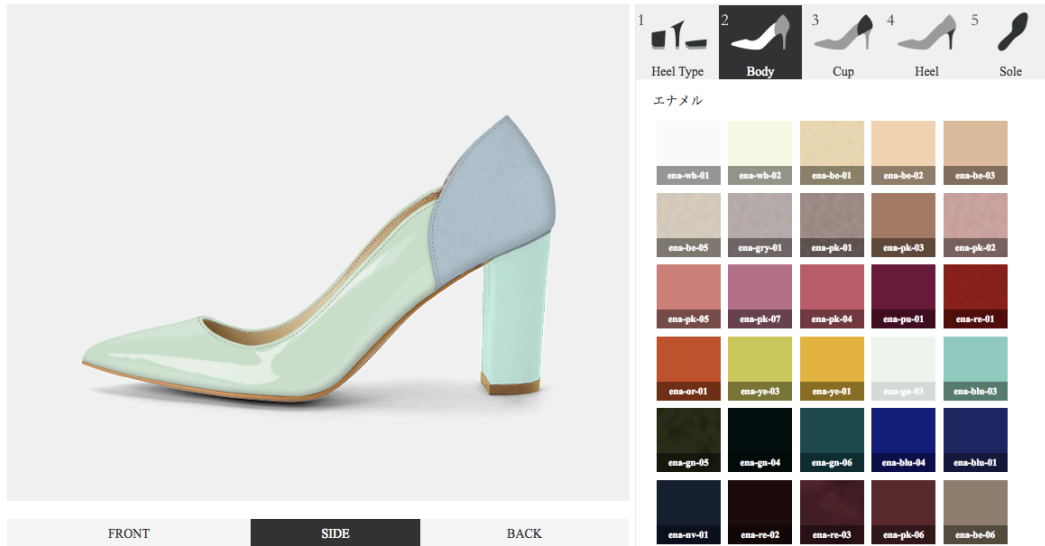 1 2 3 4 5
Heel Type Body Cup Heel Sole
エナメル
ena-wh-01 ena-wh-02 ena-be-01 ena-be-02 ena-be-03
ena-be-05 ena-gry-01 ena-pk-01 ena-pk-03 ena-pk-02
ena-pk-05 ena-pk-07 ena-pk-04 ena-pu-01 ena-re-01
ena-or-01 ena-ye-03 ena-ye-01 ena-gn-03 ena-blu-03
ena-gn-05 ena-gn-04 ena-gn-06 ena-blu-04 ena-blu-01
ena-nv-01 ena-re-02 ena-re-03 ena-pk-06 ena-be-06
FRONT SIDE BACK